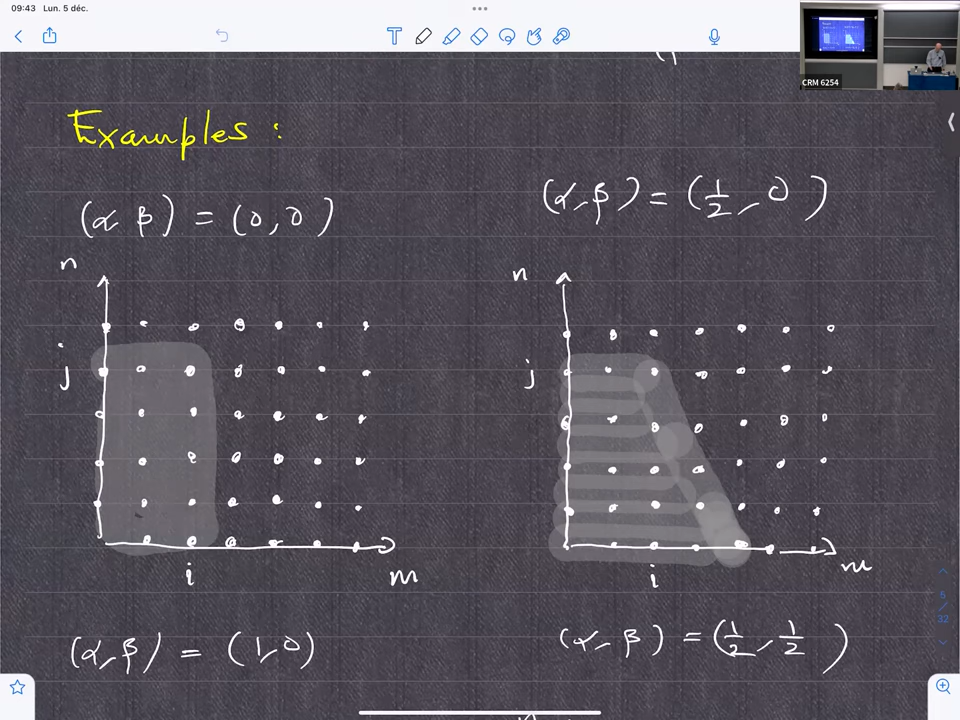 09:43 Lun. 5 déc.
CRM 6254
Examples :
(α β) = (0,0)
(α,β) = (1/2, 0)
n
n
j
j
i
m
i
m
5
/
32
(α,β) = (1,0)
(α,β) = (1/2, 1/2)